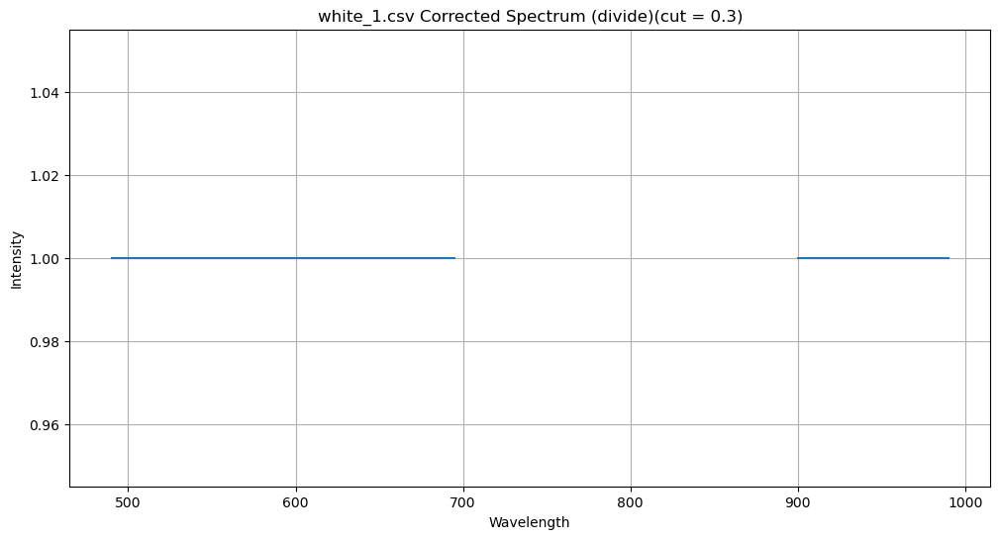 white_1.csv Corrected Spectrum (divide)(cut = 0.3)
1.04
1.02
1.00
0.98
0.96
Intensity
500 600 700 800 900 1000
Wavelength